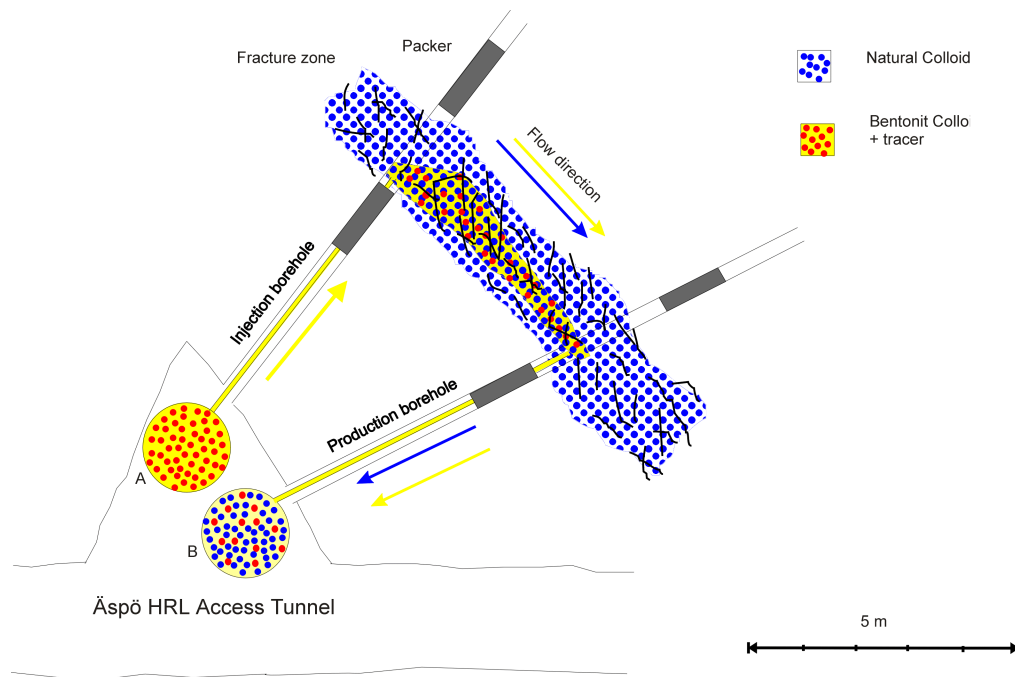 Packer
Fracture zone
Natural Colloid
Bentonit Collo
+ tracer
Flow direction
Injection borehole
Production borehole
A
B
Äspö HRL Access Tunnel
5 m